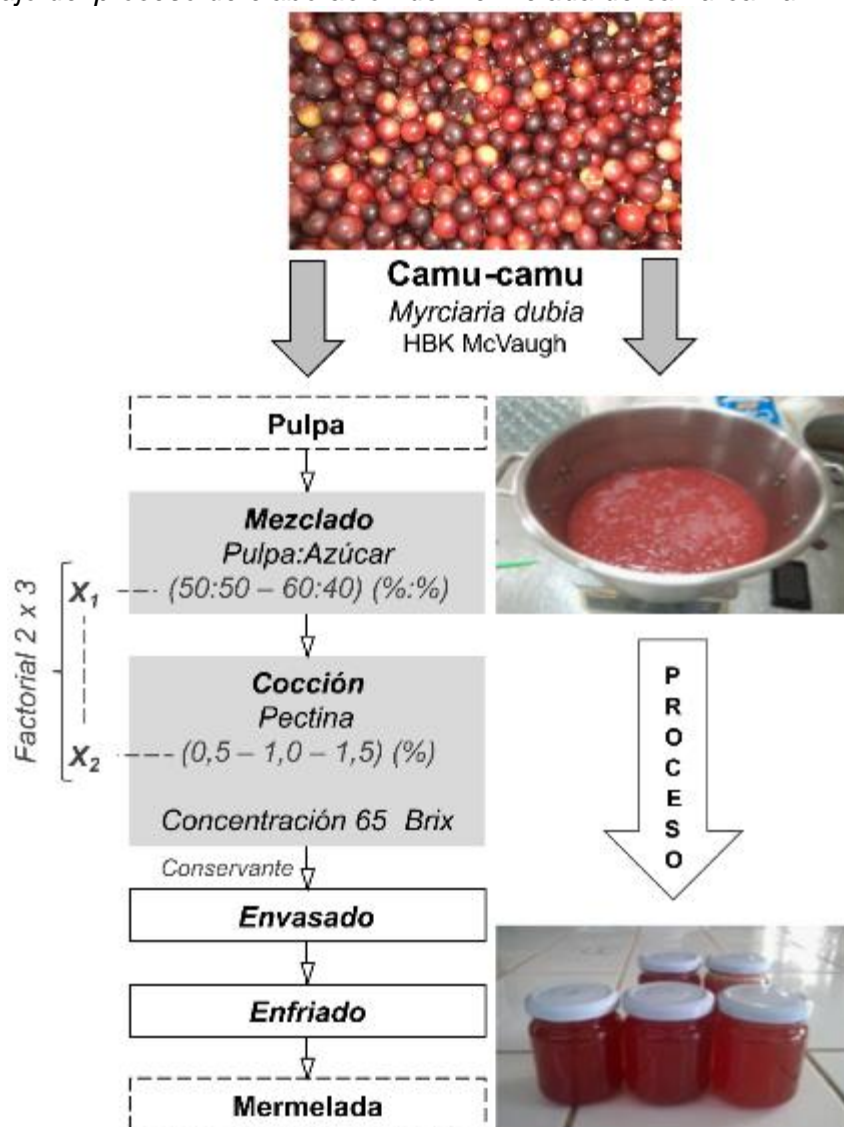 Camu-camu
Myrciaria dubia
HBK McVaugh
Pulpa
Mezclado
Pulpa:Azúcar
Factorial 2 x 3
X₁
(50:50 – 60:40) (%:%)
Cocción
Pectina
X₂
(0,5 – 1,0 – 1,5) (%)
Concentración 65 Brix
Conservante
Envasado
Enfriado
Mermelada
PROCESO